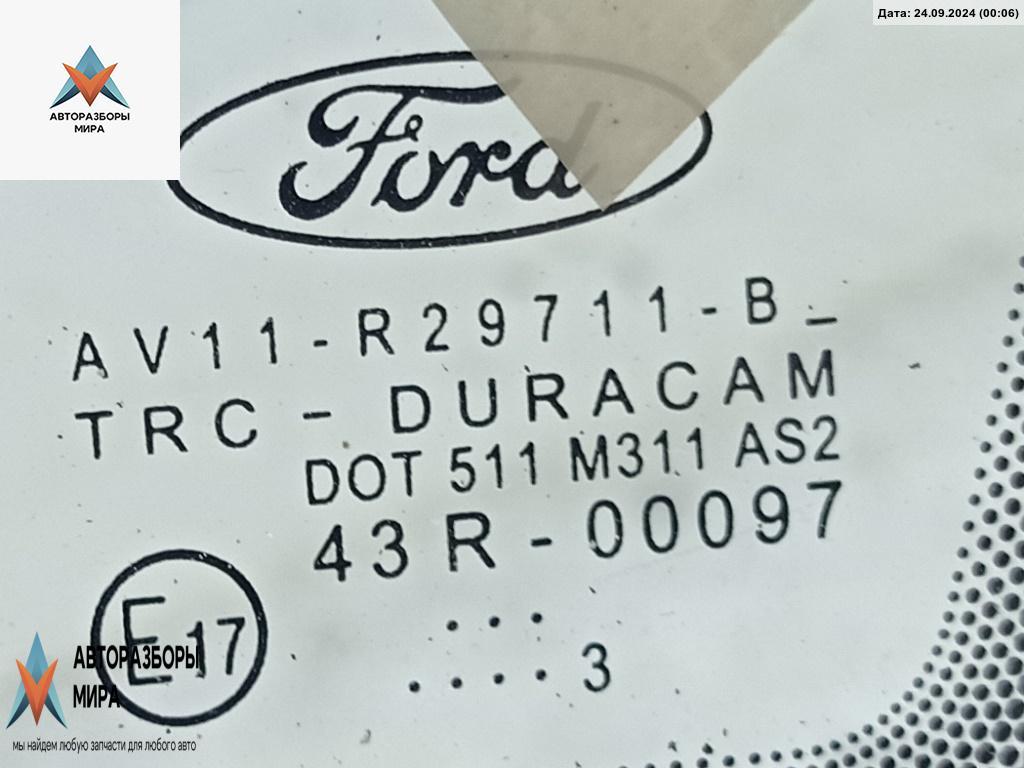 Дата: 24.09.2024 (00:06)
АВТОРАЗБОРЫ
МИРА
Ford
AV11-R29711-B_
TRC - DURACAM
DOT 511 M311 AS2
43R-00097
E17
...
.... 3
АВТОРАЗБОРЫ
МИРА
мы найдем любую запчасти для любого авто